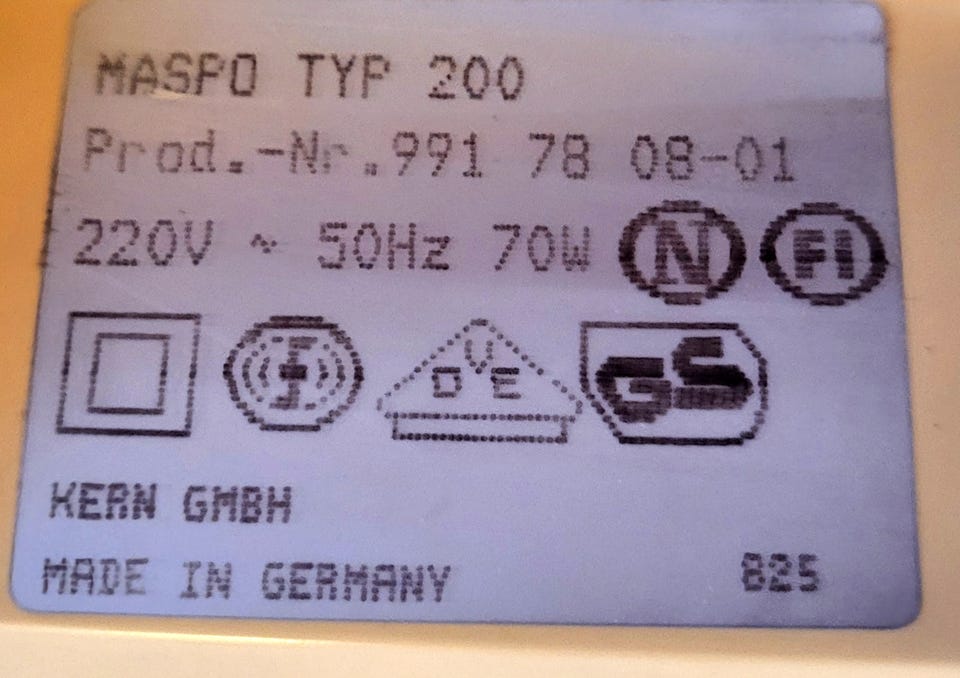 MASPO TYP 200
Prod.-Nr.991 78 08-01
220V ~ 50Hz 70W N FI
D V E GS
KERN GMBH
MADE IN GERMANY 825